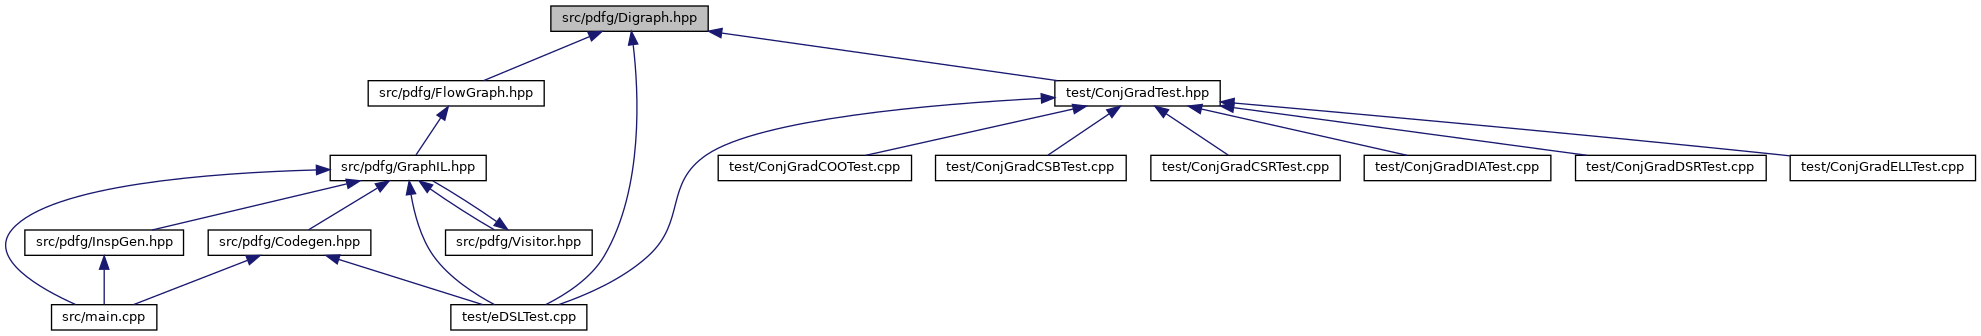 src/pdfg/Digraph.hpp
src/pdfg/FlowGraph.hpp
test/ConjGradTest.hpp
src/pdfg/GraphIL.hpp
test/ConjGradCOOTest.cpp
test/ConjGradCSBTest.cpp
test/ConjGradCSRTest.cpp
test/ConjGradDIATest.cpp
test/ConjGradDSRTest.cpp
test/ConjGradELLTest.cpp
src/pdfg/InspGen.hpp
src/pdfg/Codegen.hpp
src/pdfg/Visitor.hpp
src/main.cpp
test/eDSLTest.cpp